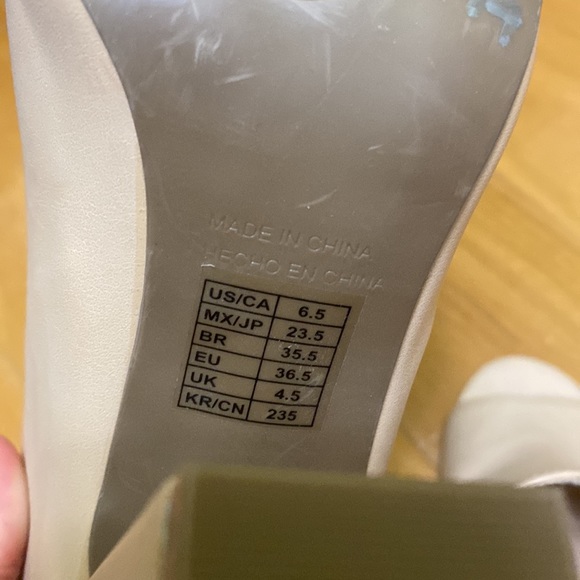 MADE IN CHINA
HECHO EN CHINA
US/CA 6.5
MX/JP 23.5
BR 35.5
EU 36.5
UK 4.5
KR/CN 235